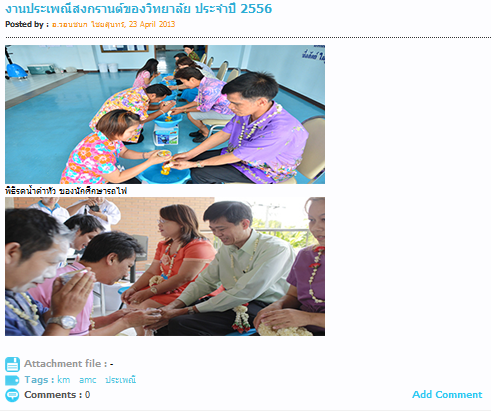 งานประเพณีสงกรานต์ของวิทยาลัย ประจำปี 2556
Posted by : 23 April 2013
พิธีรดน้ำดำหัว ของนักศึกษารถไฟ
Attachment file : -
Tags : km amc ประเพณี
Comments : 0
Add Comment